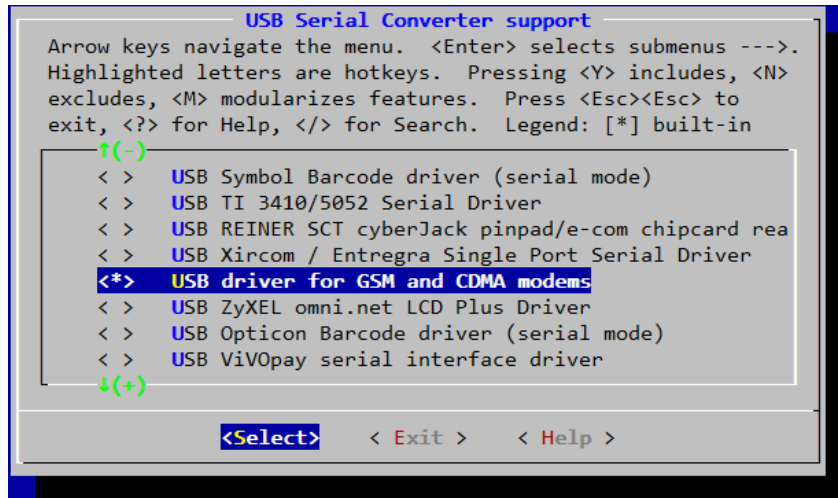 USB Serial Converter support
Arrow keys navigate the menu.  <Enter> selects submenus --->.
Highlighted letters are hotkeys.  Pressing <Y> includes, <N>
excludes, <M> modularizes features.  Press <Esc><Esc> to
exit, <?> for Help, </> for Search.  Legend: [*] built-in
↑(-)
< >   USB Symbol Barcode driver (serial mode)
< >   USB TI 3410/5052 Serial Driver
< >   USB REINER SCT cyberJack pinpad/e-com chipcard rea
< >   USB Xircom / Entregra Single Port Serial Driver
<*>   USB driver for GSM and CDMA modems
< >   USB ZyXEL omni.net LCD Plus Driver
< >   USB Opticon Barcode driver (serial mode)
< >   USB ViVOpay serial interface driver
↓(+)
<Select>    < Exit >    < Help >